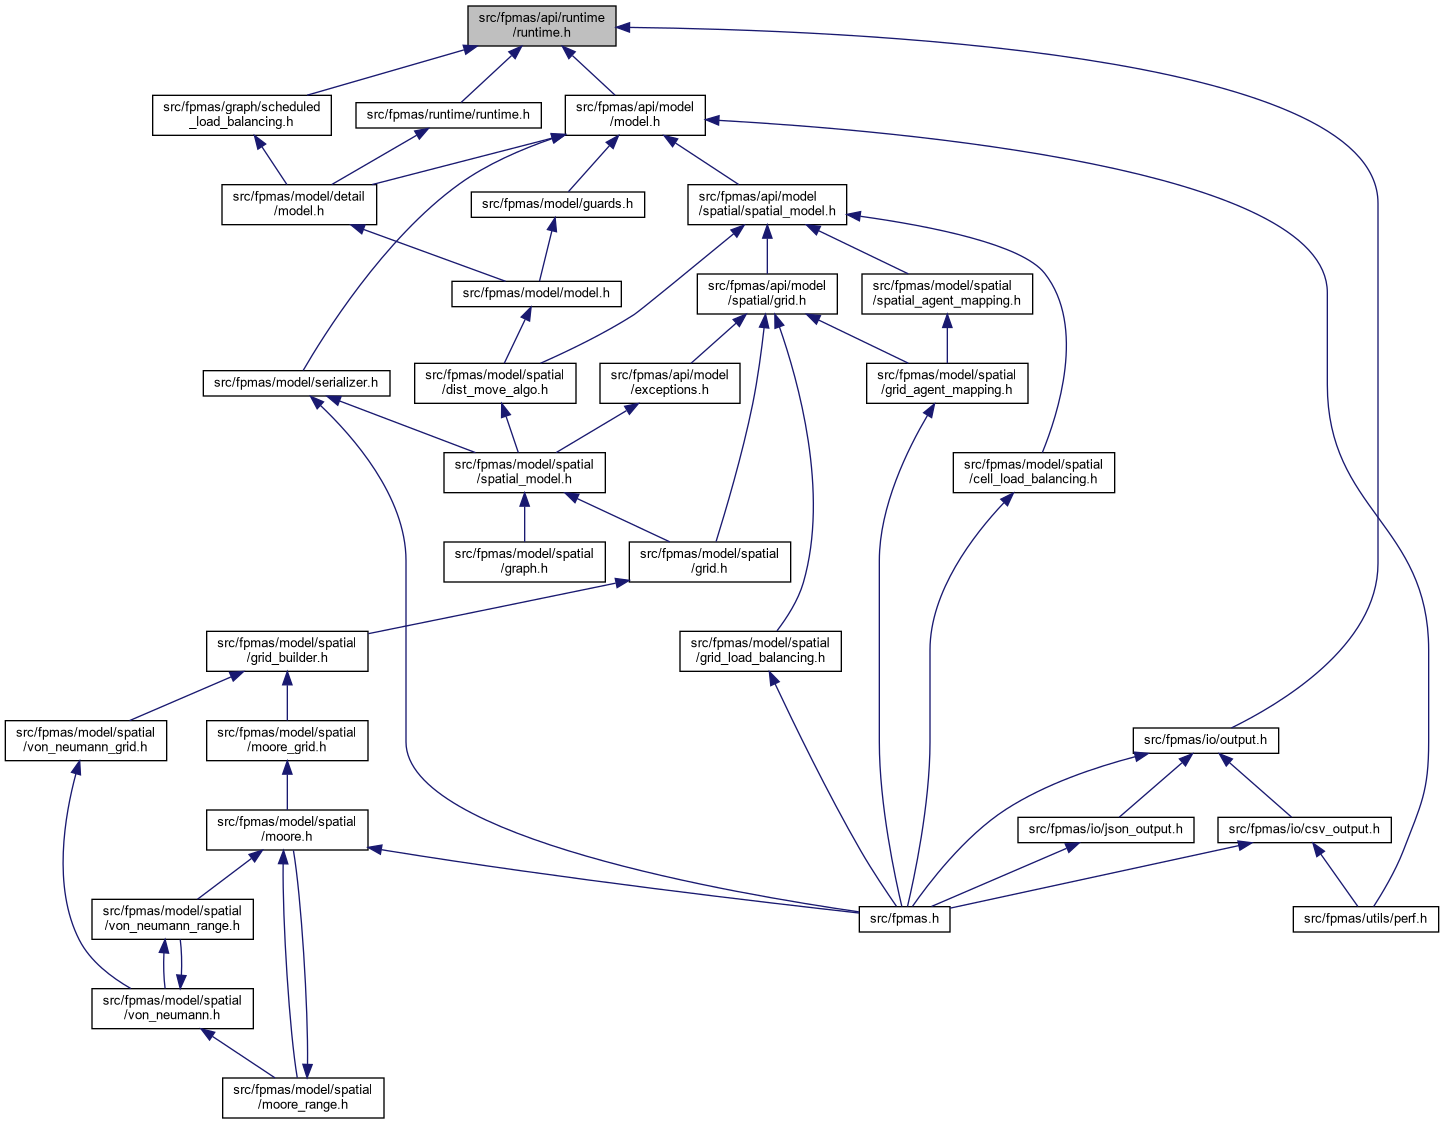 src/fpmas/api/runtime
/runtime.h
src/fpmas/graph/scheduled
_load_balancing.h
src/fpmas/runtime/runtime.h
src/fpmas/api/model
/model.h
src/fpmas/model/detail
/model.h
src/fpmas/model/guards.h
src/fpmas/api/model
/spatial/spatial_model.h
src/fpmas/model/model.h
src/fpmas/api/model
/spatial/grid.h
src/fpmas/model/spatial
/spatial_agent_mapping.h
src/fpmas/model/serializer.h
src/fpmas/model/spatial
/dist_move_algo.h
src/fpmas/api/model
/exceptions.h
src/fpmas/model/spatial
/grid_agent_mapping.h
src/fpmas/model/spatial
/spatial_model.h
src/fpmas/model/spatial
/cell_load_balancing.h
src/fpmas/model/spatial
/graph.h
src/fpmas/model/spatial
/grid.h
src/fpmas/model/spatial
/grid_builder.h
src/fpmas/model/spatial
/grid_load_balancing.h
src/fpmas/model/spatial
/von_neumann_grid.h
src/fpmas/model/spatial
/moore_grid.h
src/fpmas/io/output.h
src/fpmas/model/spatial
/moore.h
src/fpmas/io/json_output.h
src/fpmas/io/csv_output.h
src/fpmas/model/spatial
/von_neumann_range.h
src/fpmas.h
src/fpmas/utils/perf.h
src/fpmas/model/spatial
/von_neumann.h
src/fpmas/model/spatial
/moore_range.h